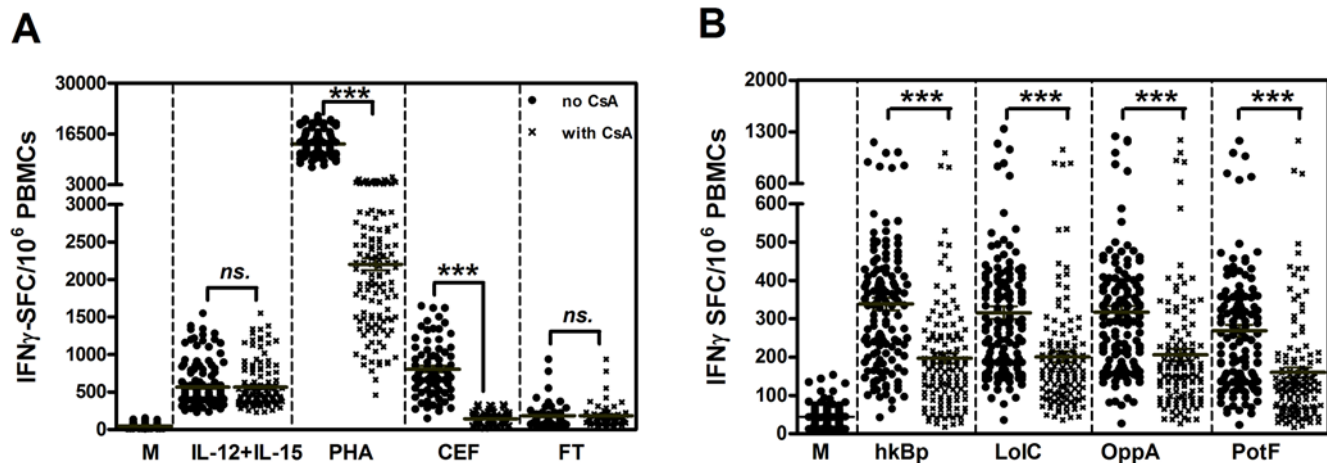 A
B
IFNγ-SFC/10⁶ PBMCs
30000
16500
3000
3000
2500
2000
1500
1000
500
0
***
ns.
***
ns.
● no CsA
× with CsA
M IL-12+IL-15 PHA CEF FT
IFNγ SFC/10⁶ PBMCs
2000
1300
600
600
500
400
300
200
100
0
*** *** *** ***
M hkBp LolC OppA PotF